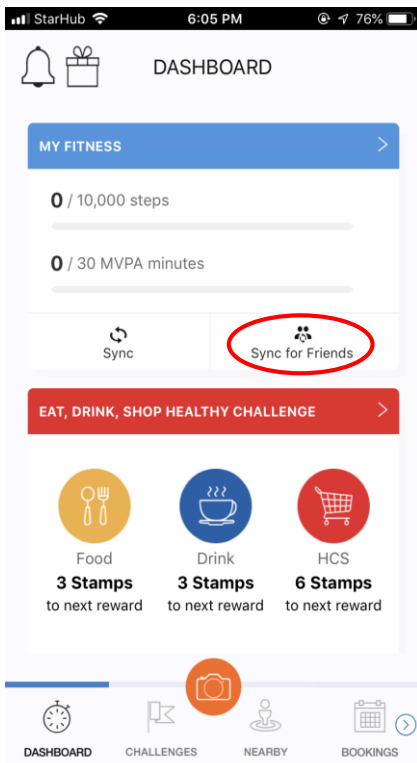 StarHub 6:05 PM 76%
DASHBOARD
MY FITNESS
0 / 10,000 steps
0 / 30 MVPA minutes
Sync Sync for Friends
EAT, DRINK, SHOP HEALTHY CHALLENGE
Food Drink HCS
3 Stamps 3 Stamps 6 Stamps
to next reward to next reward to next reward
DASHBOARD CHALLENGES NEARBY BOOKINGS